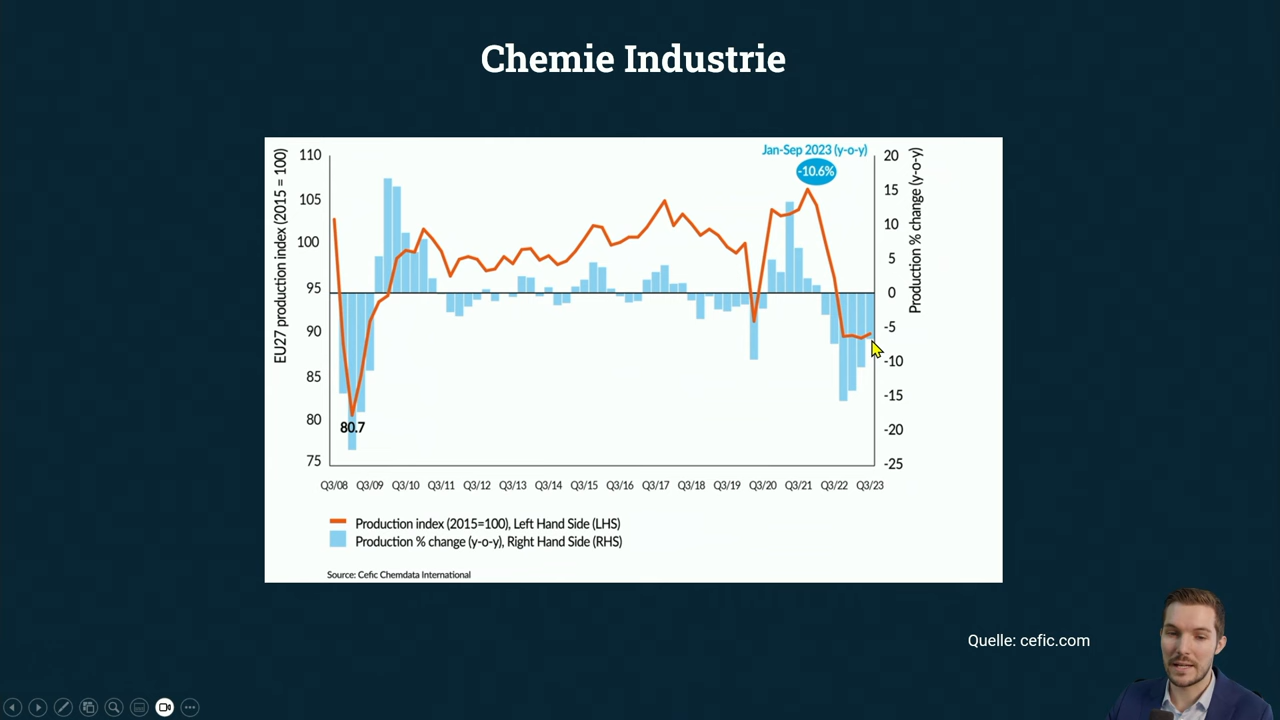 Chemie Industrie
Jan-Sep 2023 (y-o-y)
-10.6%
EU27 production index (2015 = 100)
110
105
100
95
90
85
80
75
Production % change (y-o-y)
20
15
10
5
0
-5
-10
-15
-20
-25
80.7
Q3/08 Q3/09 Q3/10 Q3/11 Q3/12 Q3/13 Q3/14 Q3/15 Q3/16 Q3/17 Q3/18 Q3/19 Q3/20 Q3/21 Q3/22 Q3/23
Production index (2015=100), Left Hand Side (LHS)
Production % change (y-o-y), Right Hand Side (RHS)
Source: Cefic Chemdata International
Quelle: cefic.com